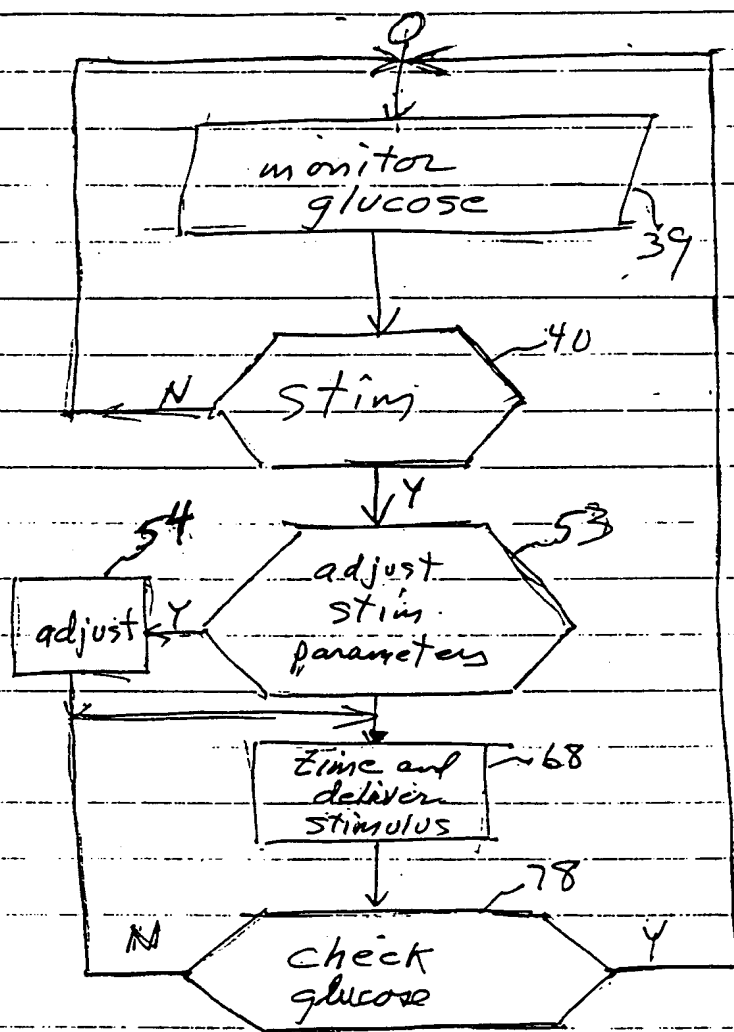 monitor
glucose
39
40
N
stim
Y
54
53
adjust
stim
parameters
Y
adjust
68
time and
deliver
stimulus
78
N
Y
check
glucose